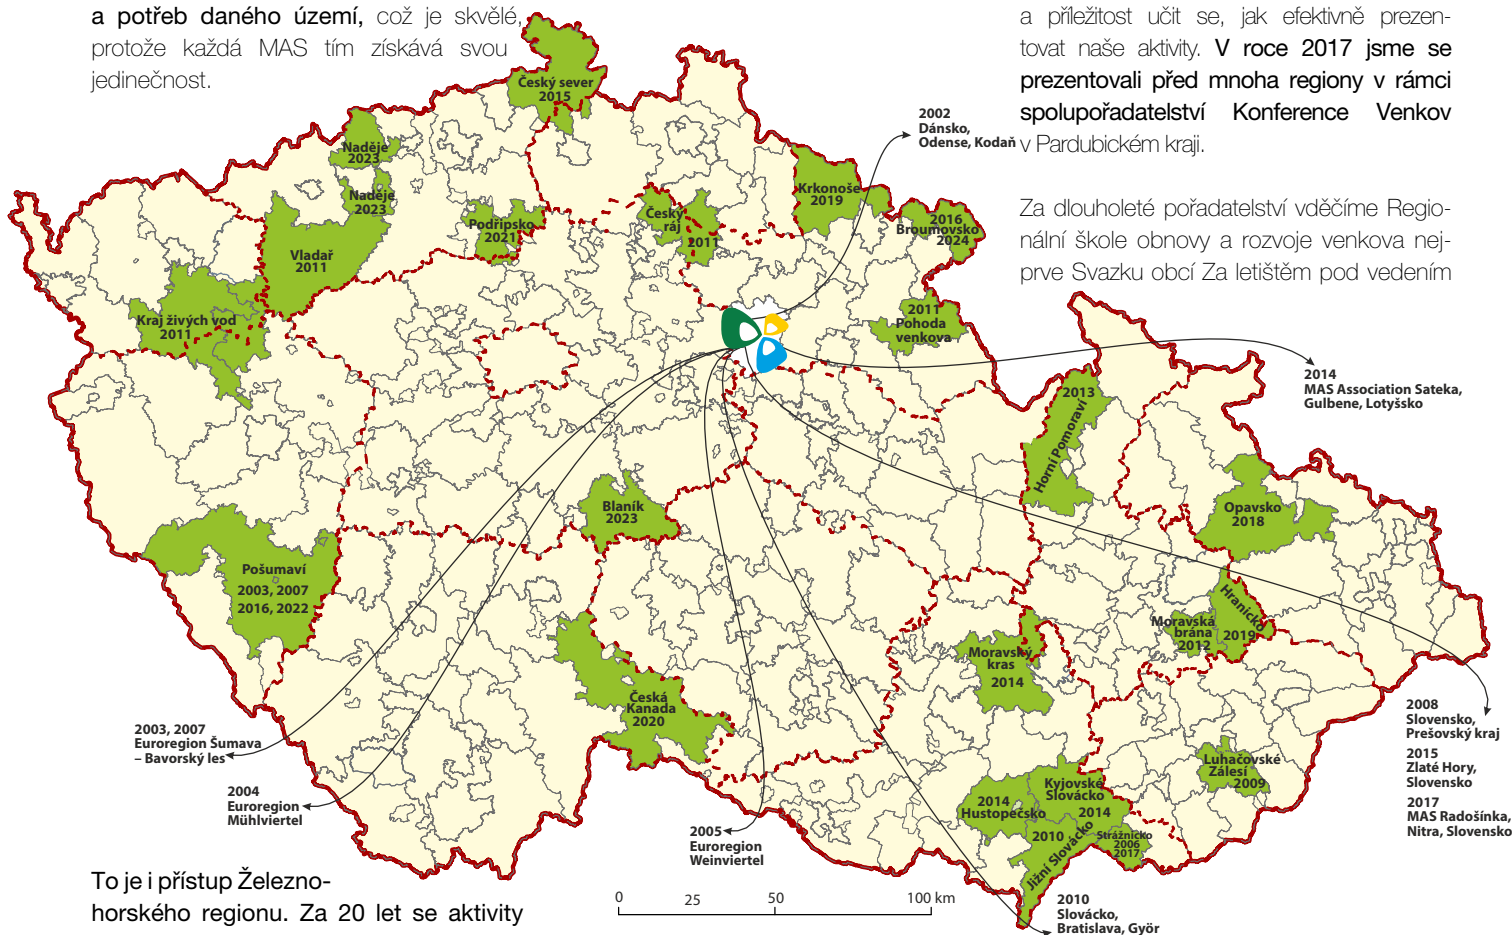 a potřeb daného území, což je skvělé,
protože každá MAS tím získává svou
jedinečnost.
a příležitost učit se, jak efektivně prezen-
tovat naše aktivity. V roce 2017 jsme se
prezentovali před mnoha regiony v rámci
spolupořadatelství Konference Venkov
v Pardubickém kraji.
Za dlouholeté pořadatelství vděčíme Regio-
nální škole obnovy a rozvoje venkova nej-
prve Svazku obcí Za letištěm pod vedením
Český sever
2015
2002
Dánsko,
Odense, Kodaň
Naděje
2023
Naděje
2023
Krkonoše
2019
Podřipsko
2021
Český
ráj
2011
2016
Broumovsko
2024
Vladař
2011
Kraj živých vod
2011
2011
Pohoda
venkova
2014
MAS Association Sateka,
Gulbene, Lotyšsko
2013
Horní Pomoraví
Blaník
2023
Opavsko
2018
Pošumaví
2003, 2007
2016, 2022
Hranicko
2019
Moravská
brána
2012
Moravský
kras
2014
Česká
Kanada
2020
2003, 2007
Euroregion Šumava
– Bavorský les
2004
Euroregion
Mühlviertel
2005
Euroregion
Weinviertel
2008
Slovensko,
Prešovský kraj
2015
Zlaté Hory,
Slovensko
2017
MAS Radošínka,
Nitra, Slovensko
Luhačovské
Zálesí
2009
Kyjovské
Slovácko
2014
2014
Hustopečsko
2010
Jižní Slovácko
Strážnicko
2006
2017
2010
Slovácko,
Bratislava, Györ
To je i přístup Železno-
horského regionu. Za 20 let se aktivity
0 25 50 100 km